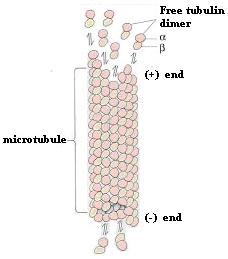 Free tubulin
dimer
α
β
(+) end
microtubule
(-) end